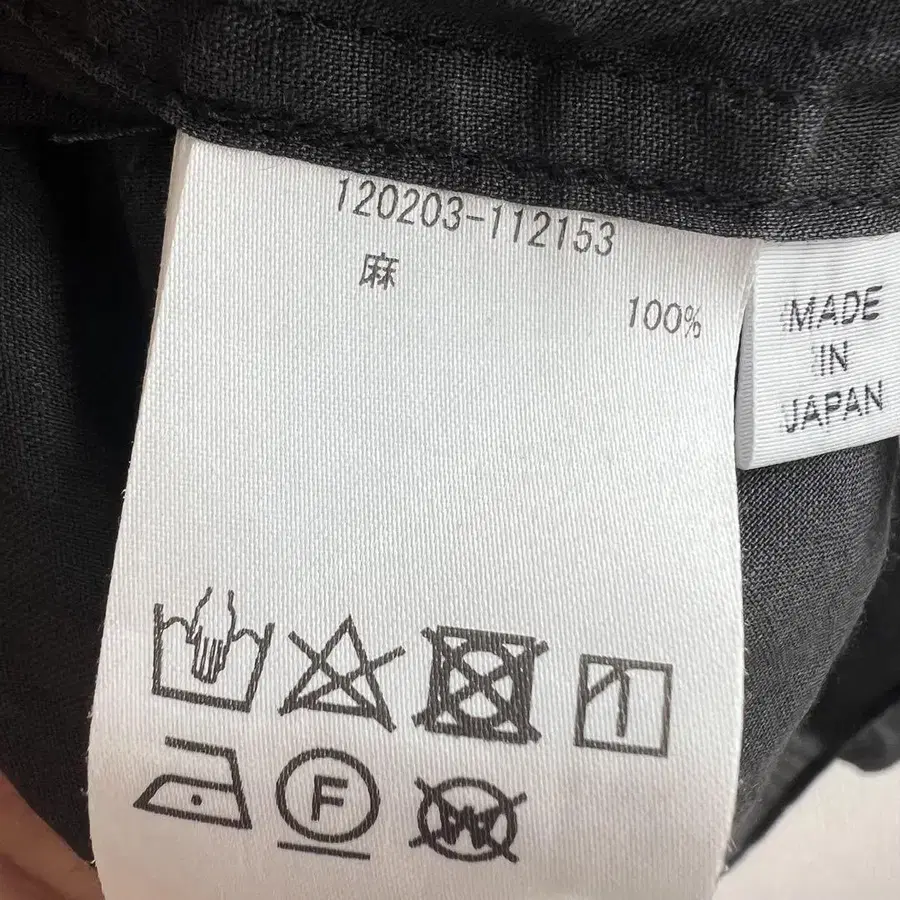 120203-112153
麻
100%
MADE
IN
JAPAN
F
W